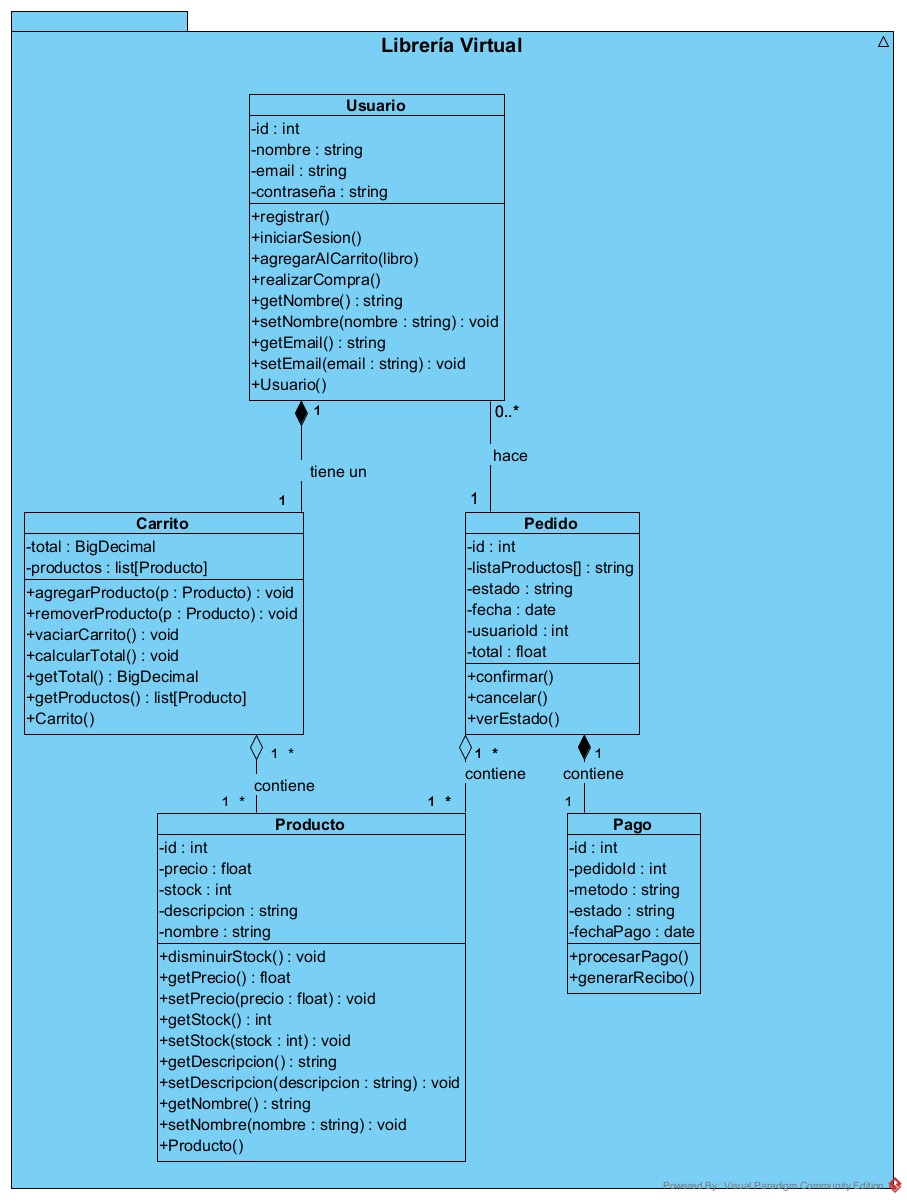 Librería Virtual
Usuario
-id : int
-nombre : string
-email : string
-contraseña : string
+registrar()
+iniciarSesion()
+agregarAlCarrito(libro)
+realizarCompra()
+getNombre() : string
+setNombre(nombre : string) : void
+getEmail() : string
+setEmail(email : string) : void
+Usuario()
1
0..*
tiene un
hace
1
1
Carrito
-total : BigDecimal
-productos : list[Producto]
+agregarProducto(p : Producto) : void
+removerProducto(p : Producto) : void
+vaciarCarrito() : void
+calcularTotal() : void
+getTotal() : BigDecimal
+getProductos() : list[Producto]
+Carrito()
Pedido
-id : int
-listaProductos[] : string
-estado : string
-fecha : date
-usuarioId : int
-total : float
+confirmar()
+cancelar()
+verEstado()
1 *
1 *
1
contiene
contiene
contiene
1 *
1 *
1
Producto
-id : int
-precio : float
-stock : int
-descripcion : string
-nombre : string
+disminuirStock() : void
+getPrecio() : float
+setPrecio(precio : float) : void
+getStock() : int
+setStock(stock : int) : void
+getDescripcion() : string
+setDescripcion(descripcion : string) : void
+getNombre() : string
+setNombre(nombre : string) : void
+Producto()
Pago
-id : int
-pedidoId : int
-metodo : string
-estado : string
-fechaPago : date
+procesarPago()
+generarRecibo()
Powered By Visual Paradigm Community Edition